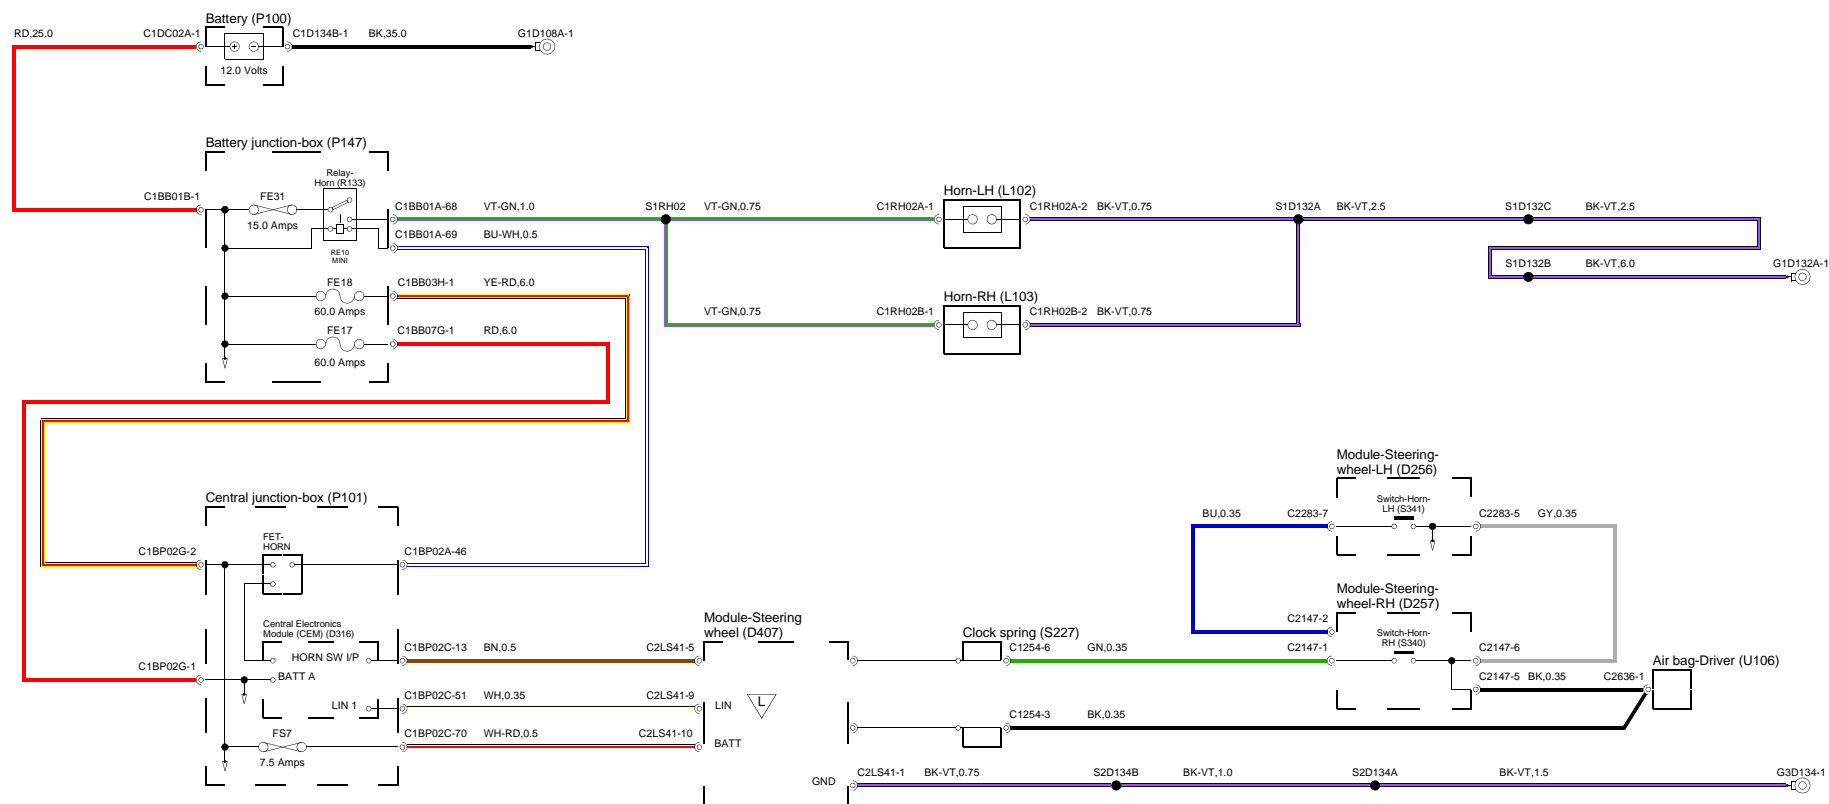 Battery (P100)
RD,25.0
C1DC02A-1
C1D134B-1
BK,35.0
G1D108A-1
12.0 Volts
Battery junction-box (P147)
Relay-
Horn (R133)
C1BB01B-1
FE31
15.0 Amps
RE10
MINI
C1BB01A-68
VT-GN,1.0
S1RH02
VT-GN,0.75
C1RH02A-1
Horn-LH (L102)
C1RH02A-2
BK-VT,0.75
S1D132A
BK-VT,2.5
S1D132C
BK-VT,2.5
C1BB01A-69
BU-WH,0.5
S1D132B
BK-VT,6.0
G1D132A-1
FE18
60.0 Amps
C1BB03H-1
YE-RD,6.0
Horn-RH (L103)
VT-GN,0.75
C1RH02B-1
C1RH02B-2
BK-VT,0.75
FE17
60.0 Amps
C1BB07G-1
RD,6.0
Module-Steering-
wheel-LH (D256)
Switch-Horn-
LH (S341)
BU,0.35
C2283-7
C2283-5
GY,0.35
Central junction-box (P101)
FET-
HORN
C1BP02G-2
C1BP02A-46
Module-Steering-
wheel-RH (D257)
Switch-Horn-
RH (S340)
C2147-2
Central Electronics
Module (CEM) (D316)
HORN SW I/P
C1BP02C-13
BN,0.5
C2LS41-5
Module-Steering
wheel (D407)
Clock spring (S227)
C1254-6
GN,0.35
C2147-1
C2147-6
Air bag-Driver (U106)
C1BP02G-1
BATT A
C2147-5
BK,0.35
C2636-1
LIN 1
C1BP02C-51
WH,0.35
C2LS41-9
LIN
L
C1254-3
BK,0.35
FS7
7.5 Amps
C1BP02C-70
WH-RD,0.5
C2LS41-10
BATT
GND
C2LS41-1
BK-VT,0.75
S2D134B
BK-VT,1.0
S2D134A
BK-VT,1.5
G3D134-1